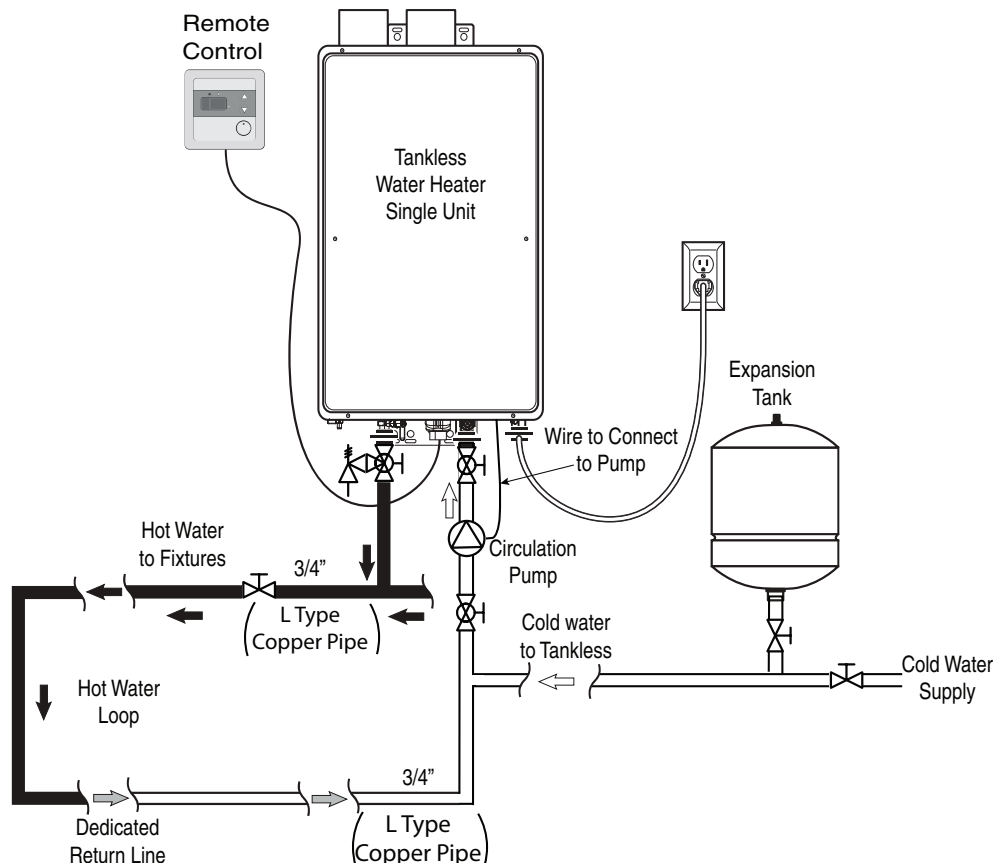 Remote
Control
Tankless
Water Heater
Single Unit
Expansion
Tank
Wire to Connect
to Pump
Hot Water
to Fixtures
3/4”
L Type
(Copper Pipe)
Circulation
Pump
Cold water
to Tankless
Cold Water
Supply
Hot Water
Loop
3/4”
Dedicated
Return Line
L Type
(Copper Pipe)